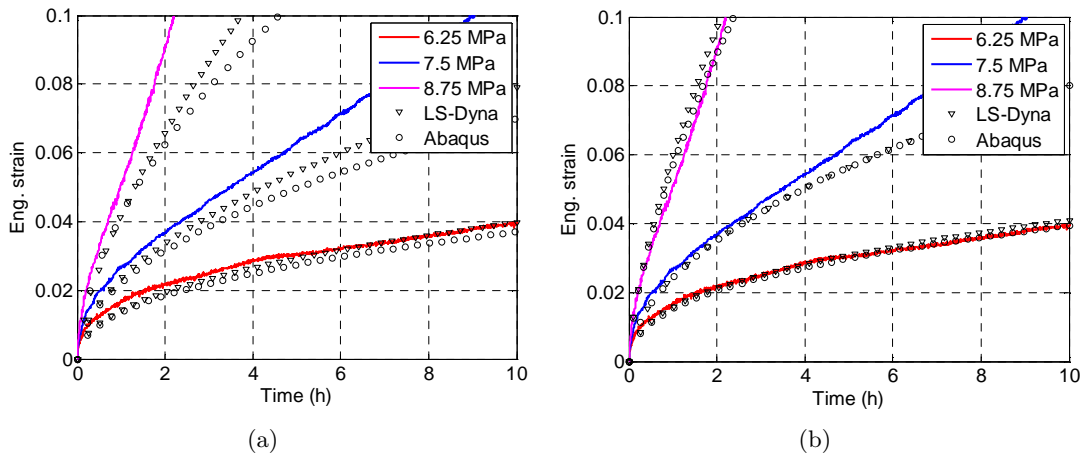 0.1
0.08
0.06
0.04
0.02
0
Eng. strain
0 2 4 6 8 10
Time (h)
6.25 MPa
7.5 MPa
8.75 MPa
LS-Dyna
Abaqus
(a)
0.1
0.08
0.06
0.04
0.02
0
Eng. strain
0 2 4 6 8 10
Time (h)
6.25 MPa
7.5 MPa
8.75 MPa
LS-Dyna
Abaqus
(b)